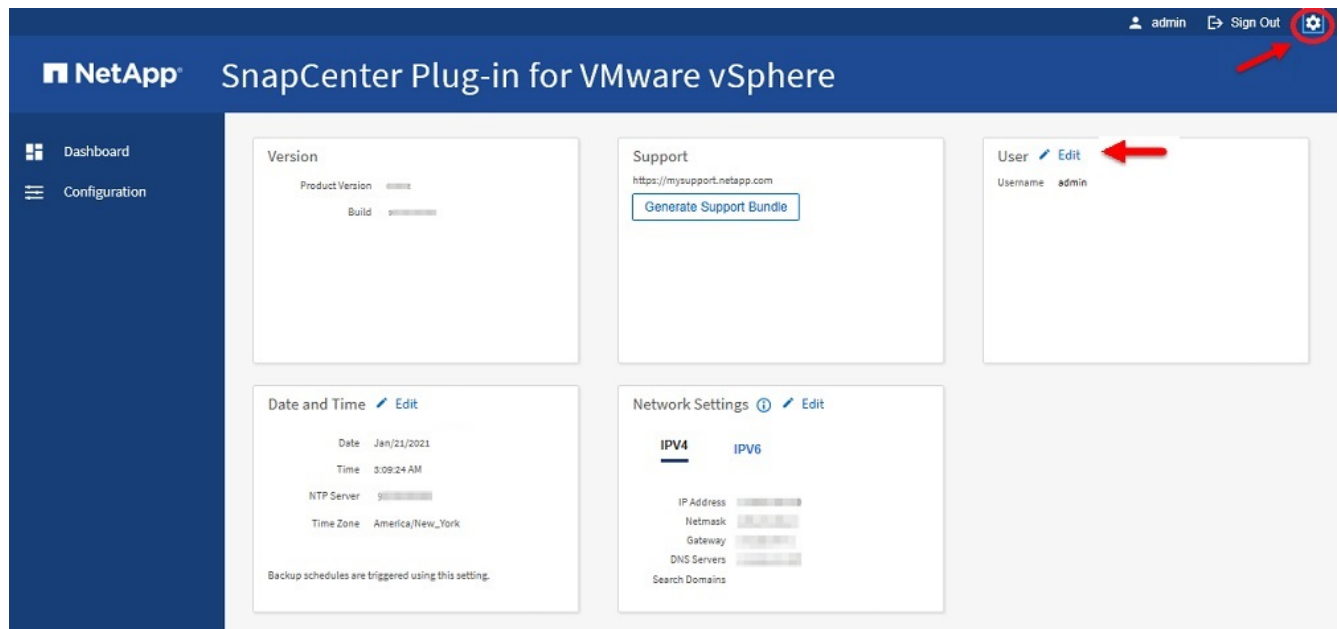 admin Sign Out
NetApp® SnapCenter Plug-in for VMware vSphere
Dashboard
Configuration
Version
Product Version
Build
Support
https://mysupport.netapp.com
Generate Support Bundle
User Edit
Username admin
Date and Time Edit
Date Jan/21/2021
Time 3:09:24 AM
NTP Server
Time Zone America/New_York
Backup schedules are triggered using this setting.
Network Settings Edit
IPV4 IPV6
IP Address
Netmask
Gateway
DNS Servers
Search Domains